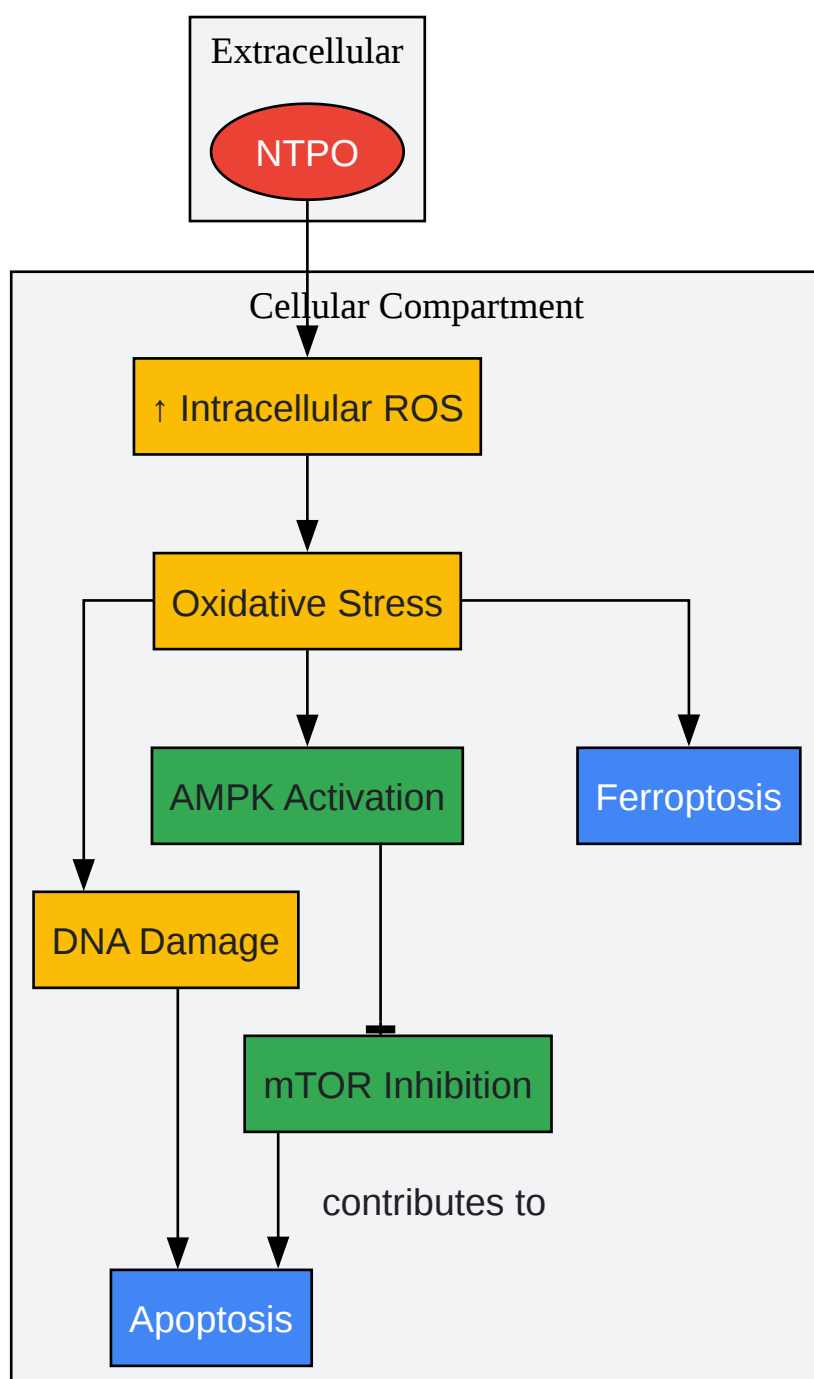 Extracellular
NTPO
Cellular Compartment
↑ Intracellular ROS
Oxidative Stress
AMPK Activation
Ferroptosis
DNA Damage
mTOR Inhibition
contributes to
Apoptosis